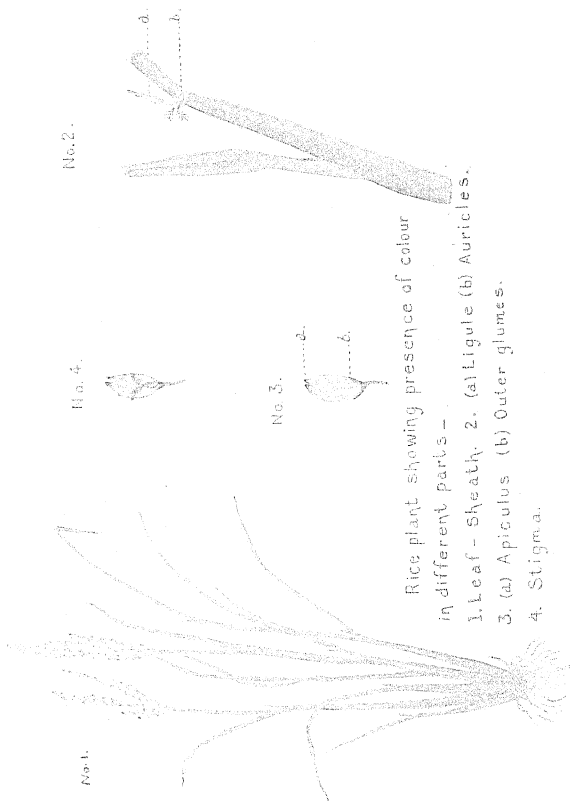 No.1.
No. 4.
No.2.
a.
b.
No 3.
a.
b.
Rice plant showing presence of colour
in different parts –
1. Leaf - Sheath. 2. (a) Ligule (b) Auricles.
3. (a) Apiculus (b) Outer glumes.
4. Stigma.